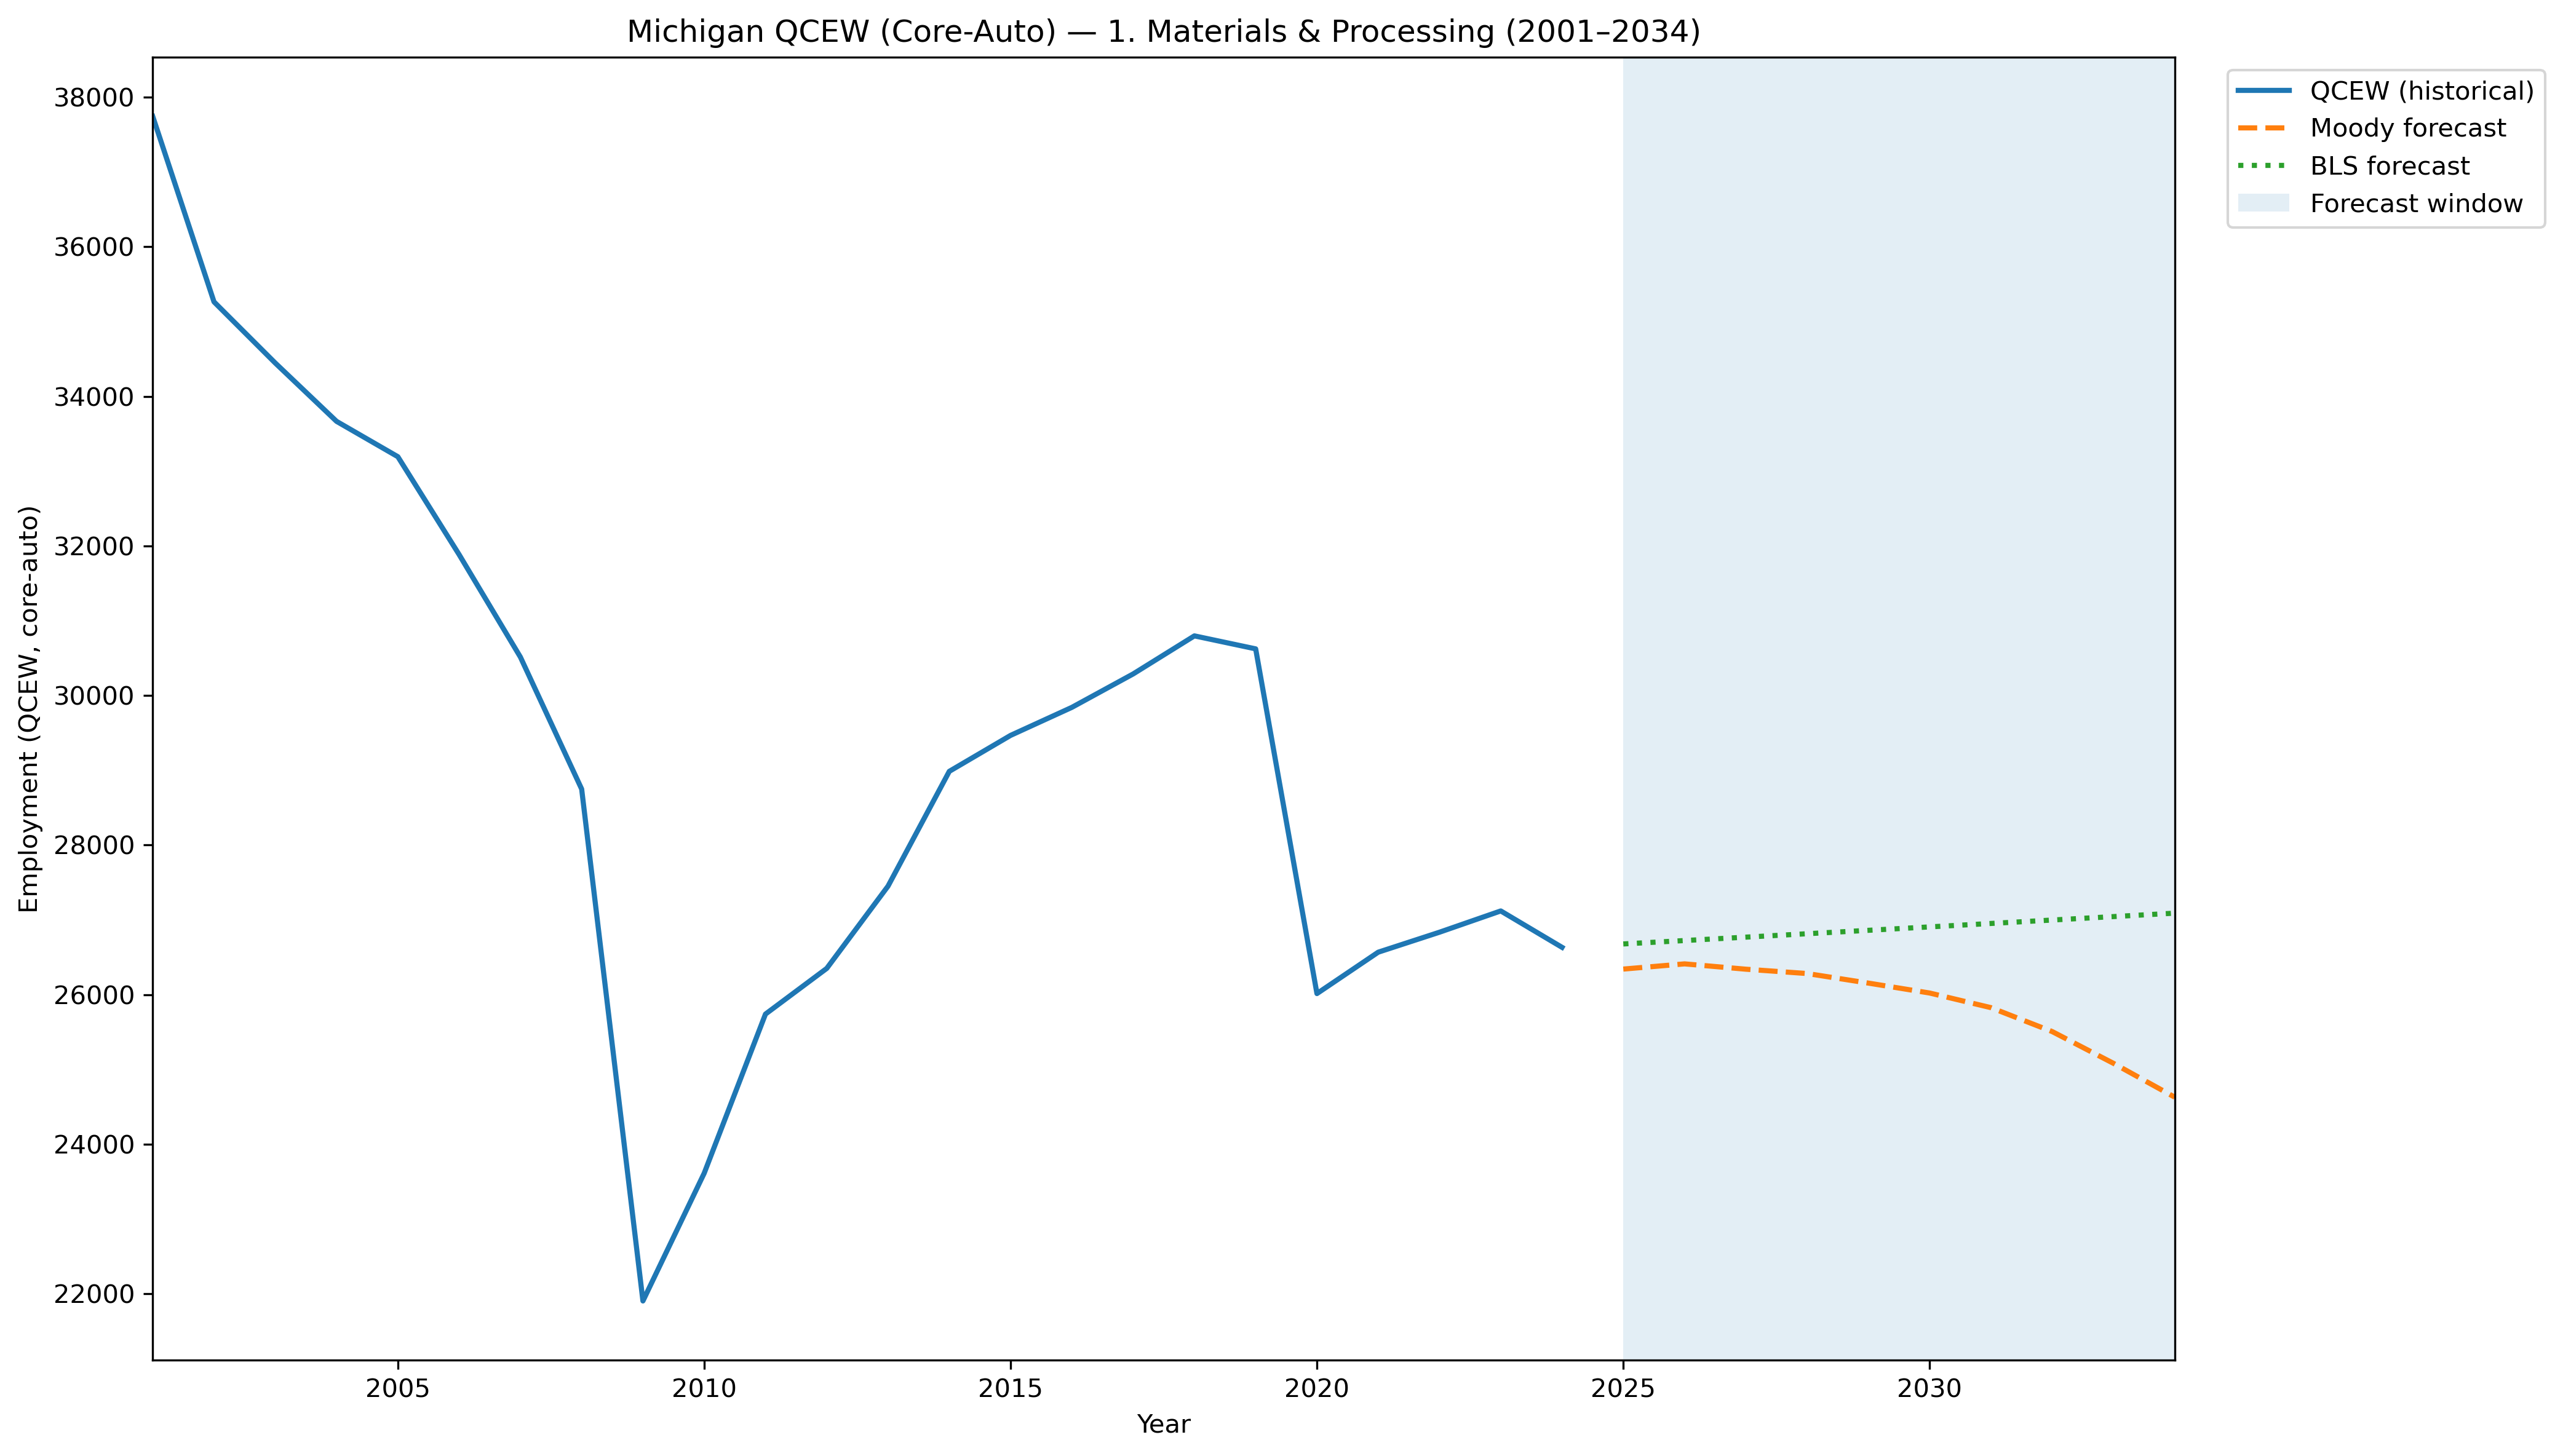 Michigan QCEW (Core-Auto) — 1. Materials & Processing (2001–2034)
QCEW (historical)
Moody forecast
BLS forecast
Forecast window
Employment (QCEW, core-auto)
38000
36000
34000
32000
30000
28000
26000
24000
22000
2005
2010
2015
2020
2025
2030
Year